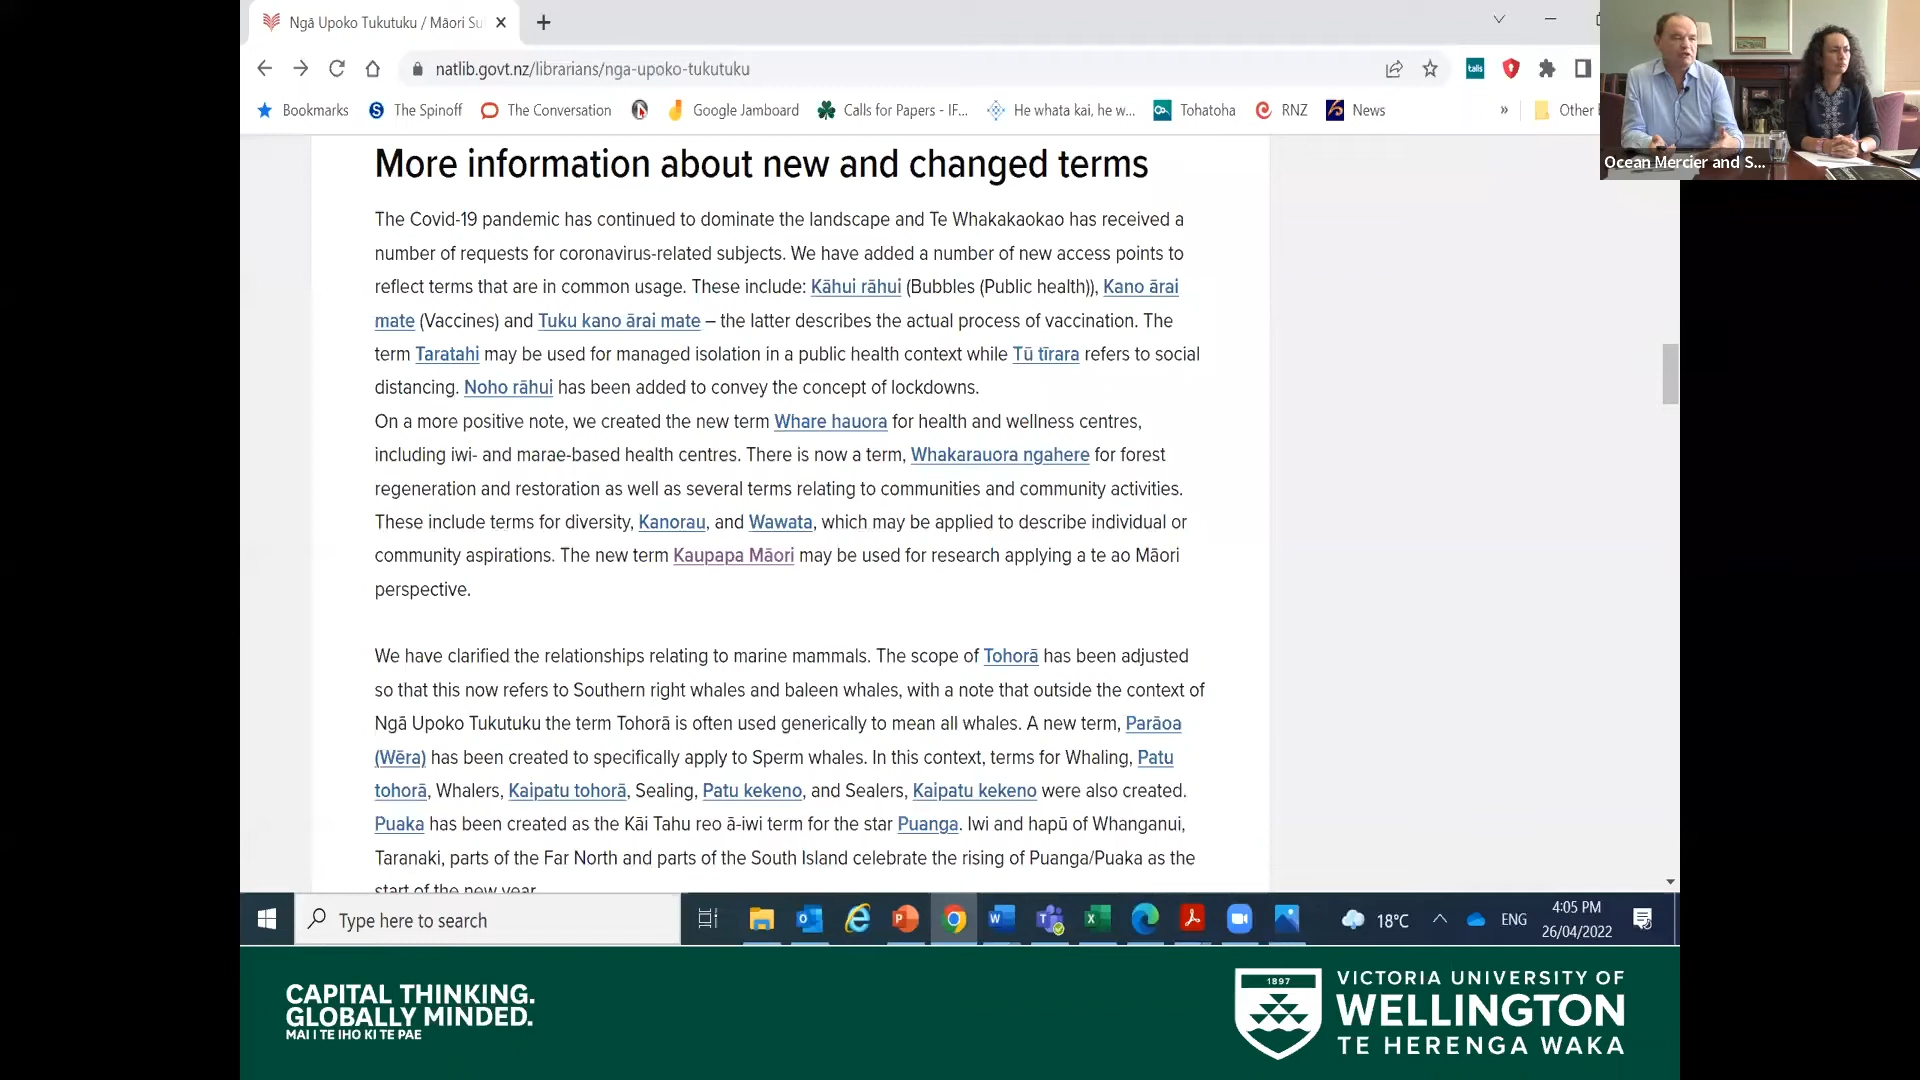 Ngā Upoko Tukutuku / Māori Su
natlib.govt.nz/librarians/nga-upoko-tukutuku
talis
Bookmarks The Spinoff The Conversation Google Jamboard Calls for Papers - IF... He whata kai, he w... Tohatoha RNZ News » Other
Ocean Mercier and S...
More information about new and changed terms
The Covid-19 pandemic has continued to dominate the landscape and Te Whakakaokao has received a
number of requests for coronavirus-related subjects. We have added a number of new access points to
reflect terms that are in common usage. These include: Kāhui rāhui (Bubbles (Public health)), Kano ārai
mate (Vaccines) and Tuku kano ārai mate – the latter describes the actual process of vaccination. The
term Taratahi may be used for managed isolation in a public health context while Tū tīrara refers to social
distancing. Noho rāhui has been added to convey the concept of lockdowns.
On a more positive note, we created the new term Whare hauora for health and wellness centres,
including iwi- and marae-based health centres. There is now a term, Whakarauora ngahere for forest
regeneration and restoration as well as several terms relating to communities and community activities.
These include terms for diversity, Kanorau, and Wawata, which may be applied to describe individual or
community aspirations. The new term Kaupapa Māori may be used for research applying a te ao Māori
perspective.
We have clarified the relationships relating to marine mammals. The scope of Tohorā has been adjusted
so that this now refers to Southern right whales and baleen whales, with a note that outside the context of
Ngā Upoko Tukutuku the term Tohorā is often used generically to mean all whales. A new term, Parāoa
(Wēra) has been created to specifically apply to Sperm whales. In this context, terms for Whaling, Patu
tohorā, Whalers, Kaipatu tohorā, Sealing, Patu kekeno, and Sealers, Kaipatu kekeno were also created.
Puaka has been created as the Kāi Tahu reo ā-iwi term for the star Puanga. Iwi and hapū of Whanganui,
Taranaki, parts of the Far North and parts of the South Island celebrate the rising of Puanga/Puaka as the
start of the new year
Type here to search
18°C
ENG
4:05 PM
26/04/2022
CAPITAL THINKING.
GLOBALLY MINDED.
MAI I TE IHO KI TE PAE
1897
VICTORIA UNIVERSITY OF
WELLINGTON
TE HERENGA WAKA